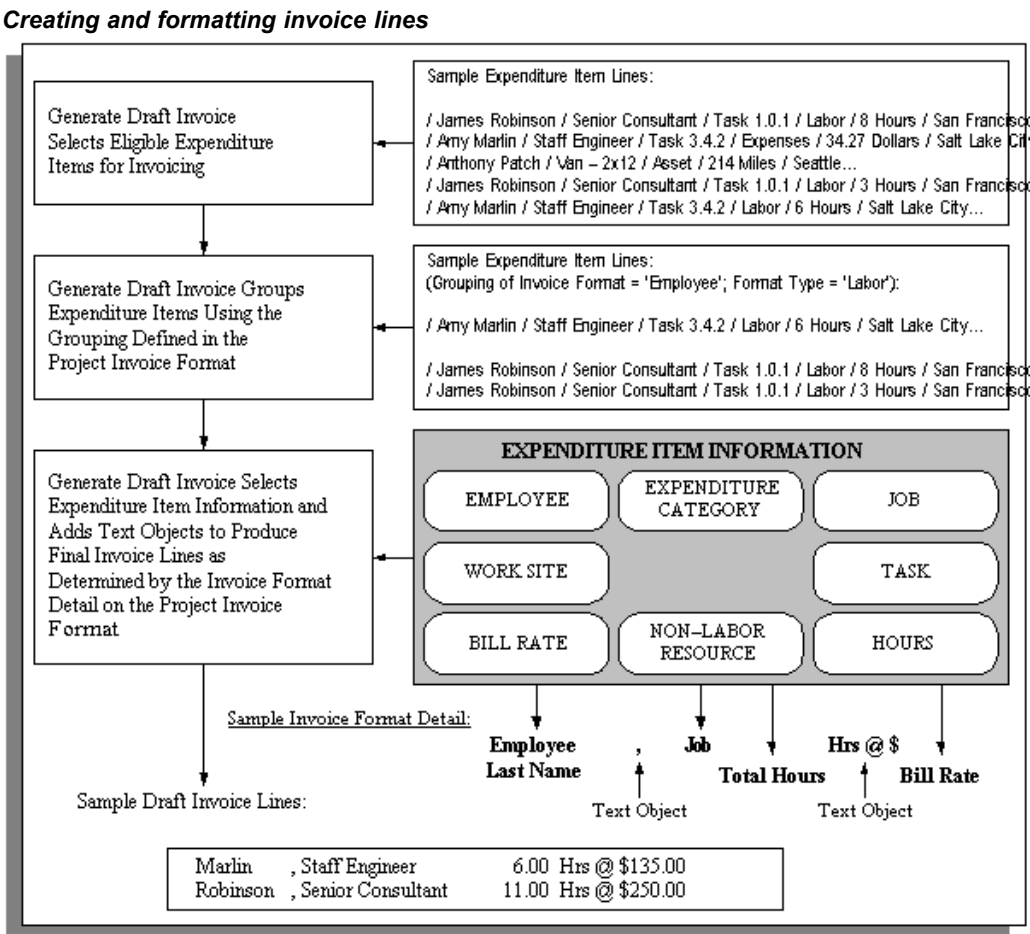 Creating and formatting invoice lines
Generate Draft Invoice
Selects Eligible Expenditure
Items for Invoicing
Sample Expenditure Item Lines:
/ James Robinson / Senior Consultant / Task 1.0.1 / Labor / 8 Hours / San Francisco
/ Amy Marlin / Staff Engineer / Task 3.4.2 / Expenses / 34.27 Dollars / Salt Lake City
/ Anthony Patch / Van – 2x12 / Asset / 214 Miles / Seattle...
/ James Robinson / Senior Consultant / Task 1.0.1 / Labor / 3 Hours / San Francisco
/ Amy Marlin / Staff Engineer / Task 3.4.2 / Labor / 6 Hours / Salt Lake City...
Generate Draft Invoice Groups
Expenditure Items Using the
Grouping Defined in the
Project Invoice Format
Sample Expenditure Item Lines:
(Grouping of Invoice Format = 'Employee'; Format Type = 'Labor'):
/ Amy Marlin / Staff Engineer / Task 3.4.2 / Labor / 6 Hours / Salt Lake City...
/ James Robinson / Senior Consultant / Task 1.0.1 / Labor / 8 Hours / San Francisco
/ James Robinson / Senior Consultant / Task 1.0.1 / Labor / 3 Hours / San Francisco
Generate Draft Invoice Selects
Expenditure Item Information and
Adds Text Objects to Produce
Final Invoice Lines as
Determined by the Invoice Format
Detail on the Project Invoice
Format
EXPENDITURE ITEM INFORMATION
EMPLOYEE
EXPENDITURE
CATEGORY
JOB
WORK SITE
TASK
BILL RATE
NON–LABOR
RESOURCE
HOURS
Sample Invoice Format Detail:
Employee
Last Name
,
Job
Total Hours
Hrs @ $
Bill Rate
Text Object
Text Object
Sample Draft Invoice Lines:
Marlin , Staff Engineer 6.00 Hrs @ $135.00
Robinson , Senior Consultant 11.00 Hrs @ $250.00